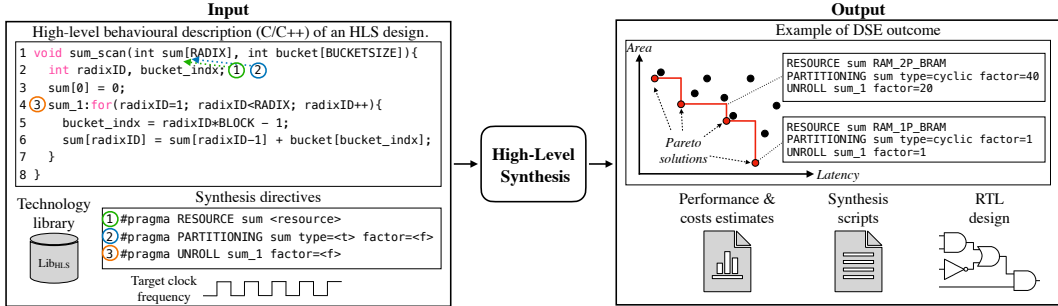 Input
High-level behavioural description (C/C++) of an HLS design.
1 void sum_scan(int sum[RADIX], int bucket[BUCKETSIZE]){
2 int radixID, bucket_indx; 1 2
3 sum[0] = 0;
4 3 sum_1:for(radixID=1; radixID<RADIX; radixID++){
5 bucket_indx = radixID*BLOCK - 1;
6 sum[radixID] = sum[radixID-1] + bucket[bucket_indx];
7 }
8 }
Technology
library
LibHLS
Synthesis directives
1 #pragma RESOURCE sum <resource>
2 #pragma PARTITIONING sum type=<t> factor=<f>
3 #pragma UNROLL sum_1 factor=<f>
Target clock
frequency
High-Level
Synthesis
Output
Example of DSE outcome
Area
Pareto
solutions
Latency
RESOURCE sum RAM_2P_BRAM
PARTITIONING sum type=cyclic factor=40
UNROLL sum_1 factor=20
RESOURCE sum RAM_1P_BRAM
PARTITIONING sum type=cyclic factor=1
UNROLL sum_1 factor=1
Performance &
costs estimates
Synthesis
scripts
RTL
design